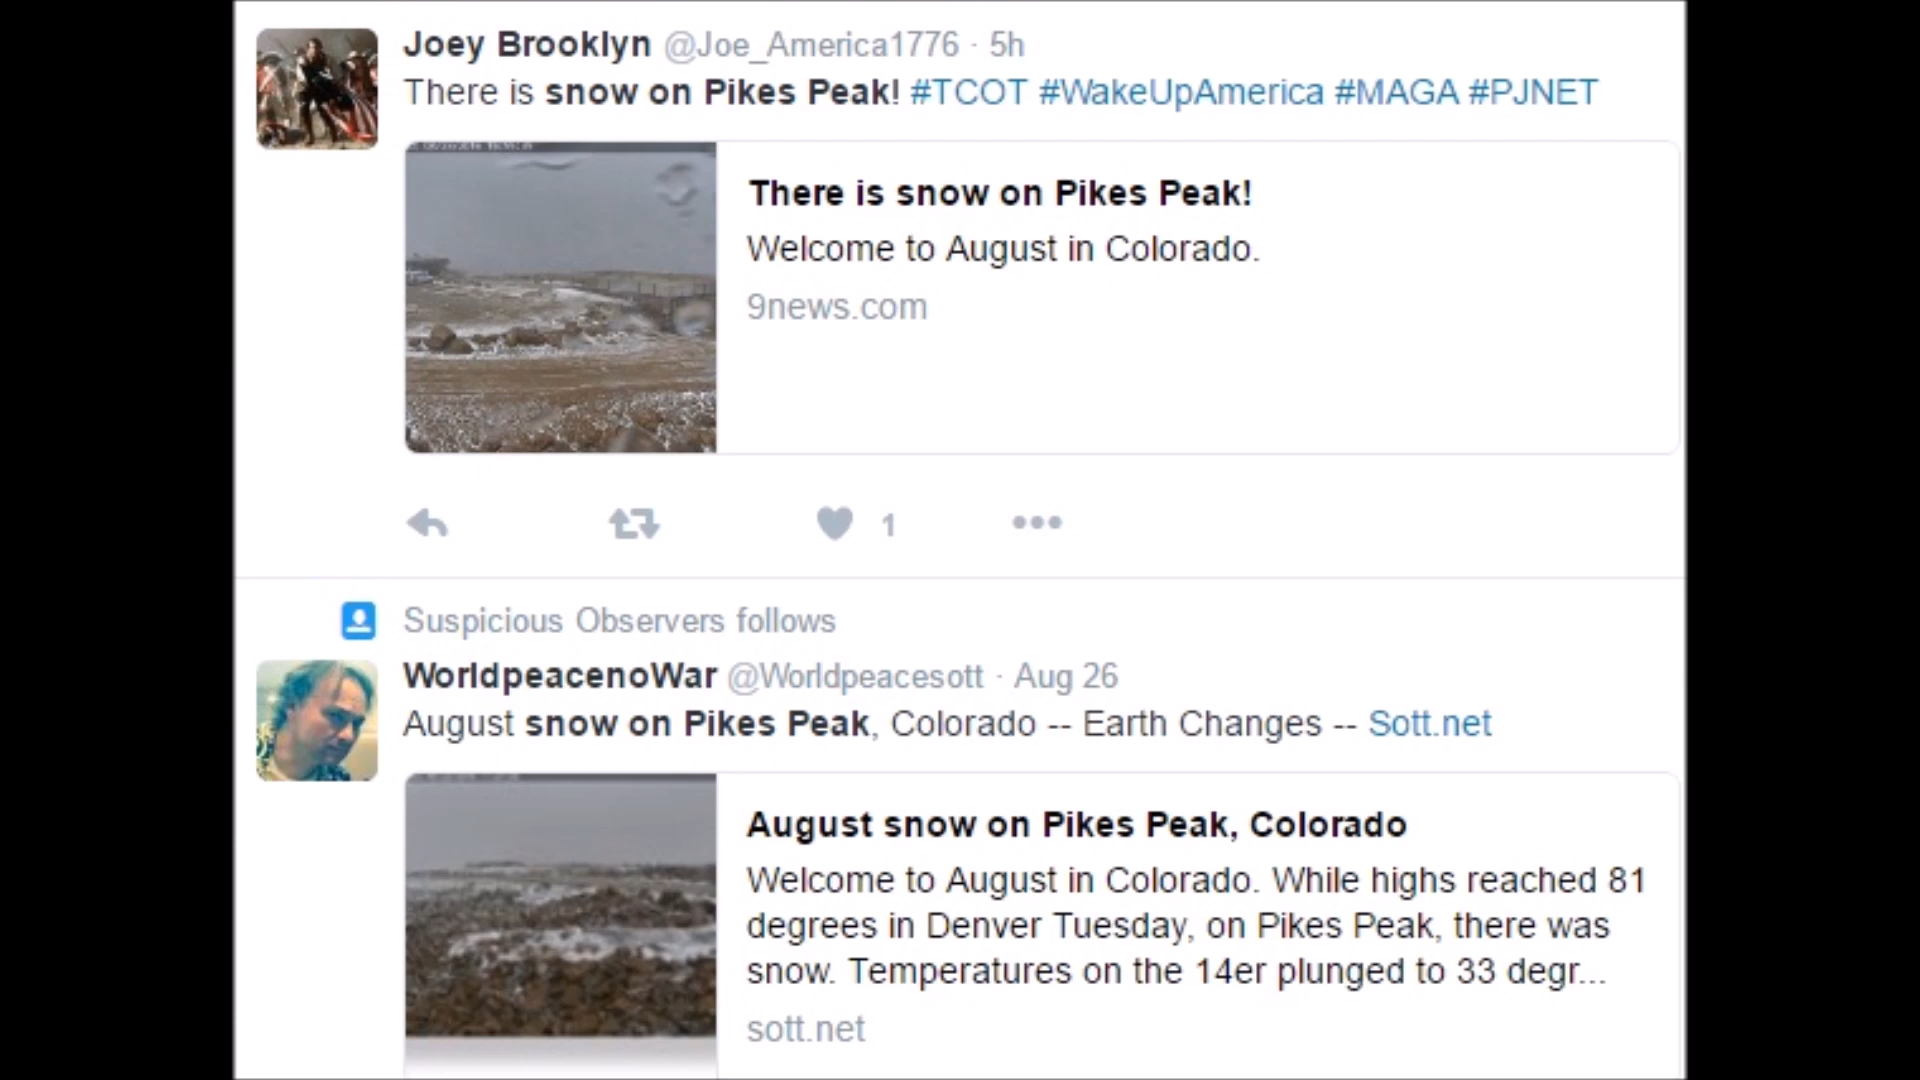 Joey Brooklyn @Joe_America1776 · 5h
There is snow on Pikes Peak! #TCOT #WakeUpAmerica #MAGA #PJNET
There is snow on Pikes Peak!
Welcome to August in Colorado.
9news.com
1
Suspicious Observers follows
WorldpeacenoWar @Worldpeacesott · Aug 26
August snow on Pikes Peak, Colorado -- Earth Changes -- Sott.net
August snow on Pikes Peak, Colorado
Welcome to August in Colorado. While highs reached 81
degrees in Denver Tuesday, on Pikes Peak, there was
snow. Temperatures on the 14er plunged to 33 degr...
sott.net